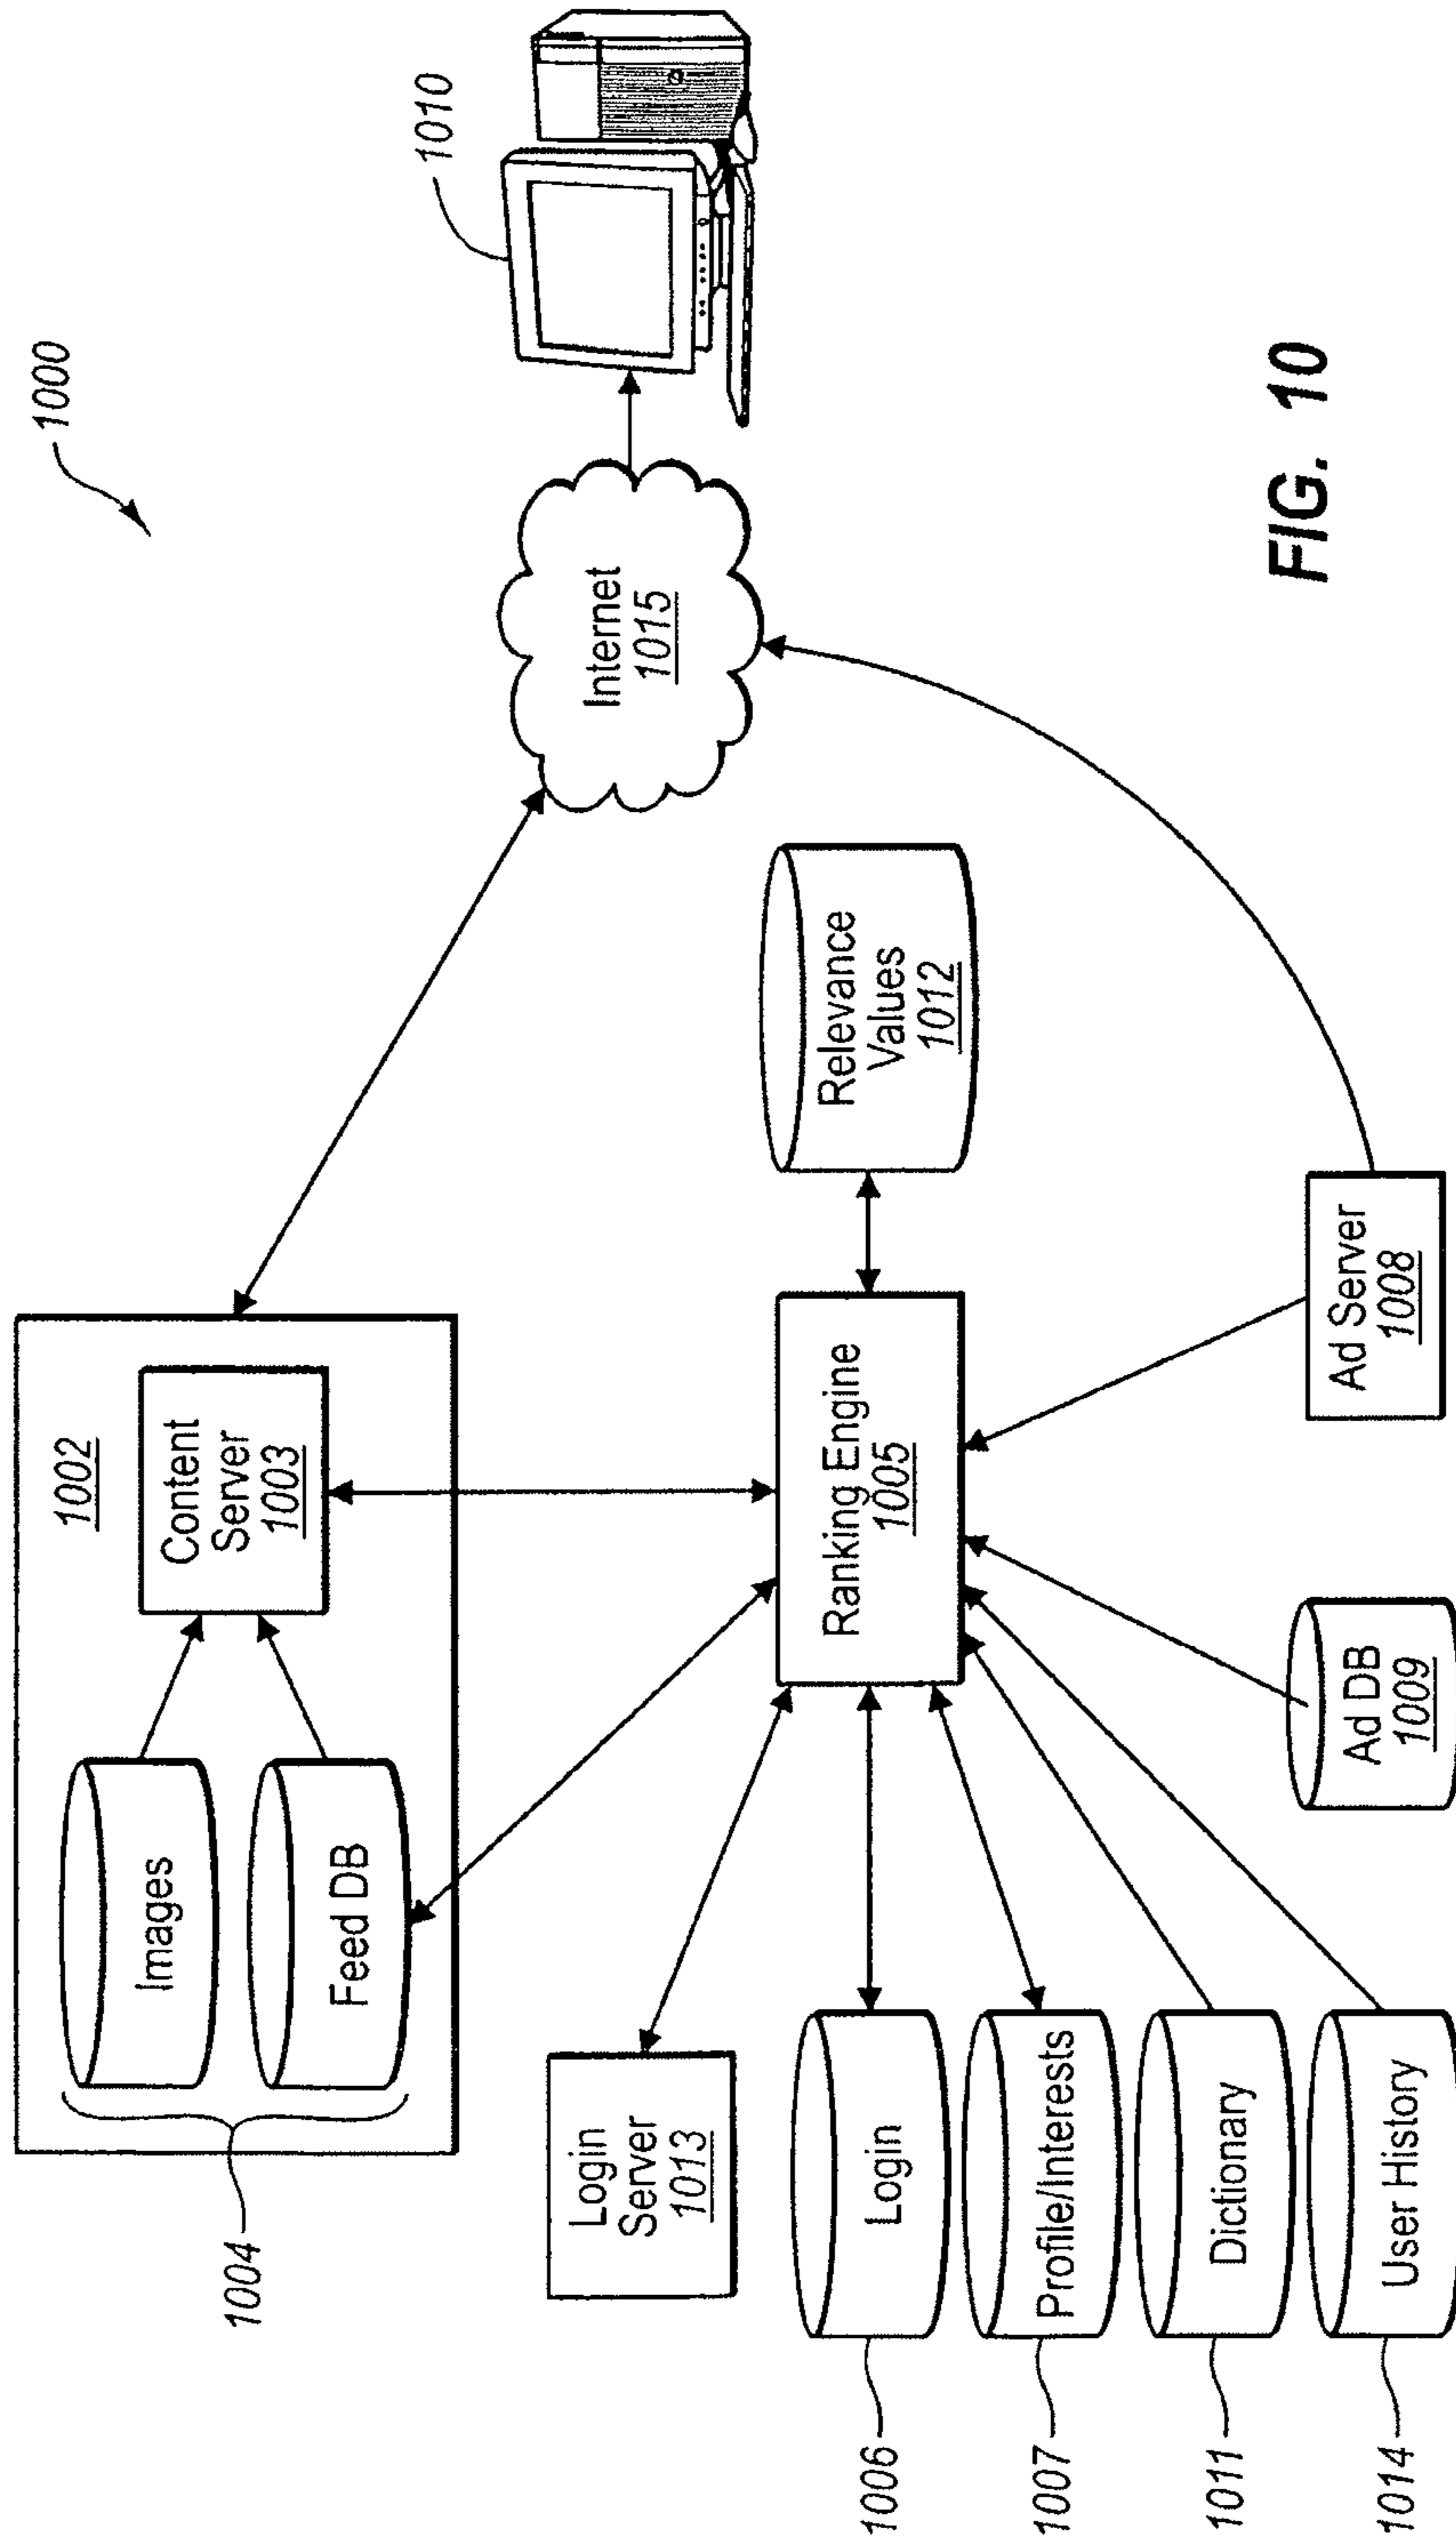 1000
1002
Images
Feed DB
1004
Content
Server
1003
Internet
1015
1010
Login
Server
1013
Ranking Engine
1005
Relevance
Values
1012
1006
Login
1007
Profile/Interests
1011
Dictionary
1014
User History
Ad DB
1009
Ad Server
1008
FIG. 10